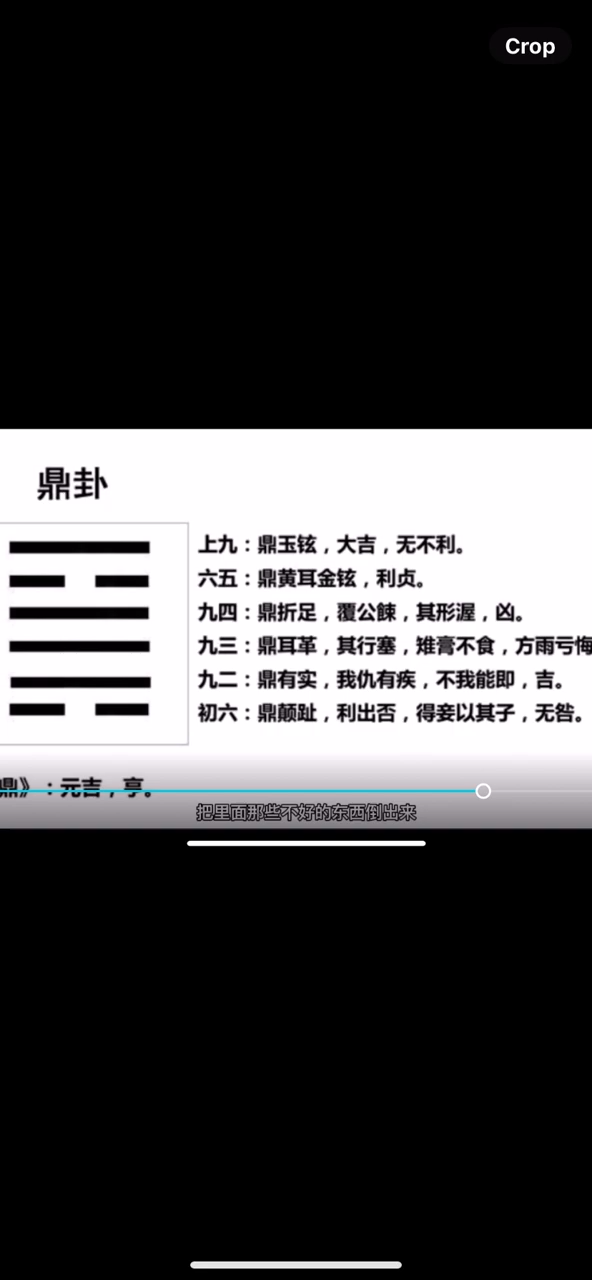 Crop
鼎卦
上九：鼎玉铉，大吉，无不利。
六五：鼎黄耳金铉，利贞。
九四：鼎折足，覆公餗，其形渥，凶。
九三：鼎耳革，其行塞，雉膏不食，方雨亏悔
九二：鼎有实，我仇有疾，不我能即，吉。
初六：鼎颠趾，利出否，得妾以其子，无咎。
鼎》：元吉，亨。
把里面那些不好的东西倒出来